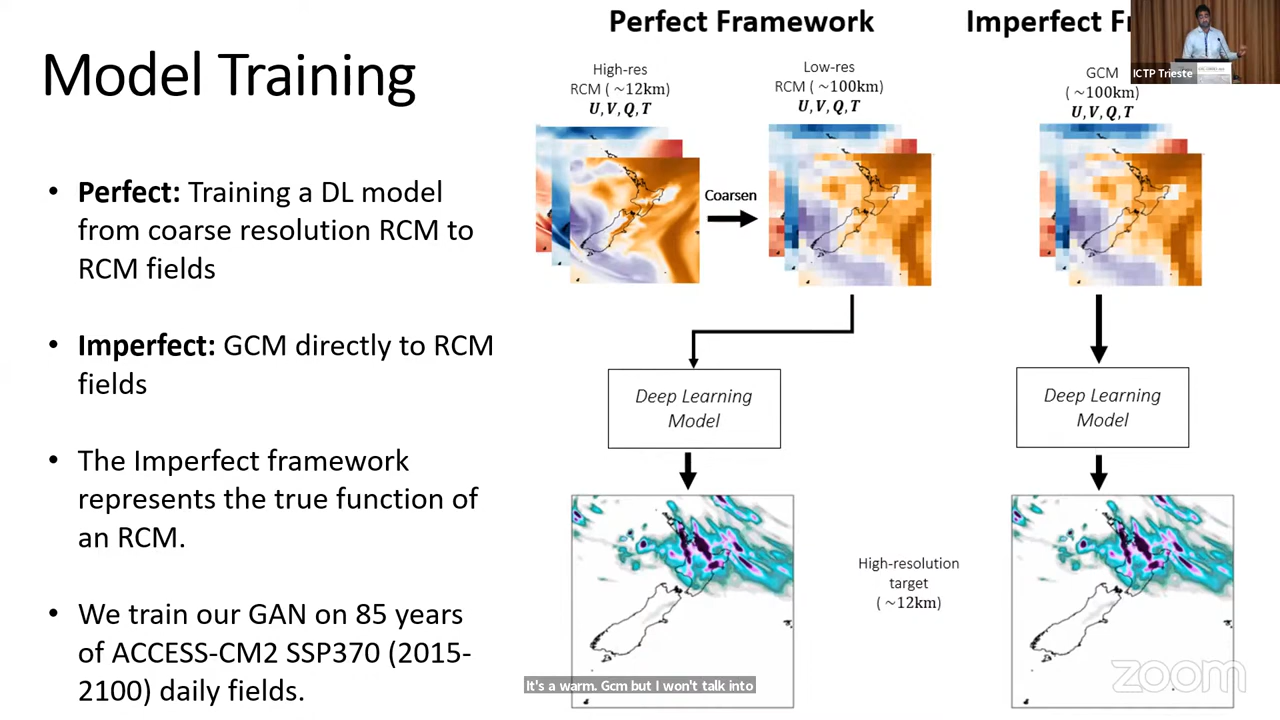 Model Training
• Perfect: Training a DL model
from coarse resolution RCM to
RCM fields
• Imperfect: GCM directly to RCM
fields
• The Imperfect framework
represents the true function of
an RCM.
• We train our GAN on 85 years
of ACCESS-CM2 SSP370 (2015-
2100) daily fields.
Perfect Framework
High-res
RCM ( ~12km)
U, V, Q, T
Coarsen
Low-res
RCM ( ~100km)
U, V, Q, T
Deep Learning
Model
High-resolution
target
( ~12km)
Imperfect
GCM
( ~100km)
U, V, Q, T
Deep Learning
Model
ICTP Trieste
It's a warm. Gcm but I won't talk into
zoom